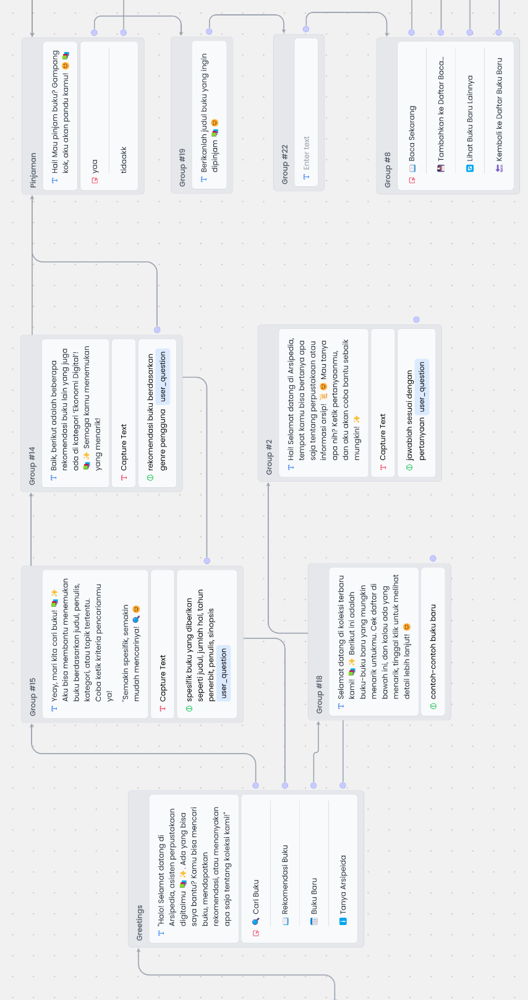 Greetings
"Halo! Selamat datang di
Arsipedia, asisten perpustakaan
digitalmu 📚✨. Ada yang bisa
saya bantu? Kamu bisa mencari
buku, mendapatkan
rekomendasi, atau menanyakan
apa saja tentang koleksi kami!"
Cari Buku
Rekomendasi Buku
Buku Baru
Tanya Arsipeida
Group #15
Yeay, mari kita cari buku! 📚✨
Aku bisa membantu menemukan
buku berdasarkan judul, penulis,
kategori, atau topik tertentu.
Coba ketik kriteria pencarianmu
ya!
"Semakin spesifik, semakin
mudah mencarinya! 🔍😊
Capture Text
spesifik buku yang diberikan
seperti judul, jumlah hal, tahun
penerbit, penulis, sinopsis
user_question
Group #18
Selamat datang di koleksi terbaru
kami! 📚✨ Berikut ini adalah
buku-buku baru yang mungkin
menarik untukmu. Cek daftar di
bawah ini, dan kalau ada yang
menarik, tinggal klik untuk melihat
detail lebih lanjut! 😊
contoh-contoh buku baru
Group #14
Baik, berikut adalah beberapa
rekomendasi buku lain yang juga
ada di kategori 'Ekonomi Digital'!
📚✨ Semoga kamu menemukan
yang menarik!
Capture Text
rekomendasi buku berdasarkan
genre pengguna user_question
Group #2
Hai! Selamat datang di Arsipedia,
tempat kamu bisa bertanya apa
saja tentang perpustakaan atau
informasi arsip! 📜😊 Mau tanya
apa nih? Ketik pertanyaanmu,
dan aku akan coba bantu sebaik
mungkin! ✨
Capture Text
jawablah sesuai dengan
pertanyaan user_question
Pinjaman
Hai! Mau pinjam buku? Gampang
kok, aku akan pandu kamu! 😊📚
yaa
tidaakk
Group #19
Berikanlah judul buku yang ingin
dipinjam 📚😊
Group #22
Enter text
Group #8
Baca Sekarang
Tambahkan ke Daftar Baca...
Lihat Buku Baru Lainnya
Kembali ke Daftar Buku Baru